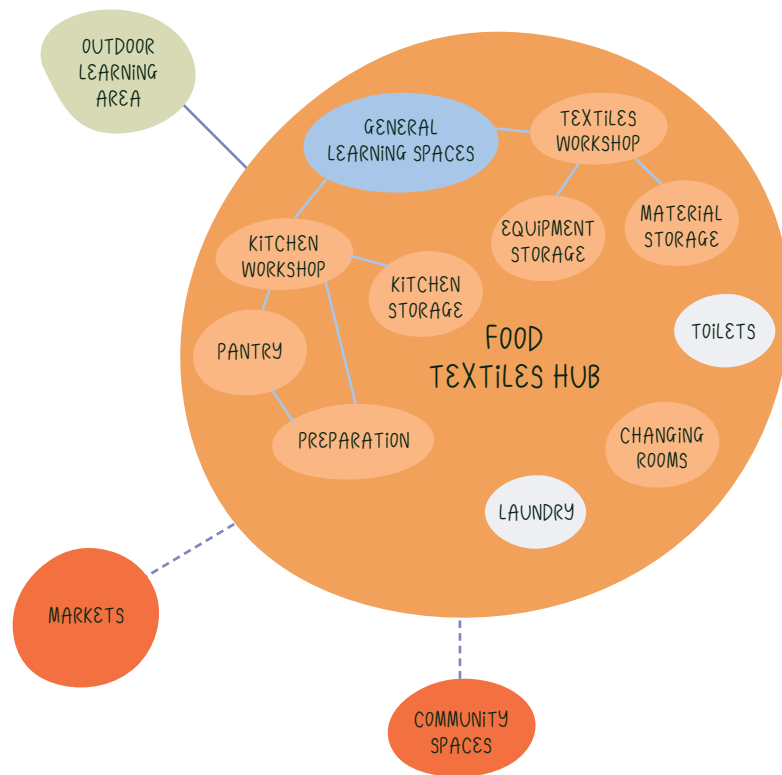 OUTDOOR
LEARNING
AREA
GENERAL
LEARNING SPACES
TEXTILES
WORKSHOP
EQUIPMENT
STORAGE
MATERIAL
STORAGE
KITCHEN
WORKSHOP
KITCHEN
STORAGE
PANTRY
TOILETS
FOOD
TEXTILES HUB
PREPARATION
CHANGING
ROOMS
LAUNDRY
MARKETS
COMMUNITY
SPACES